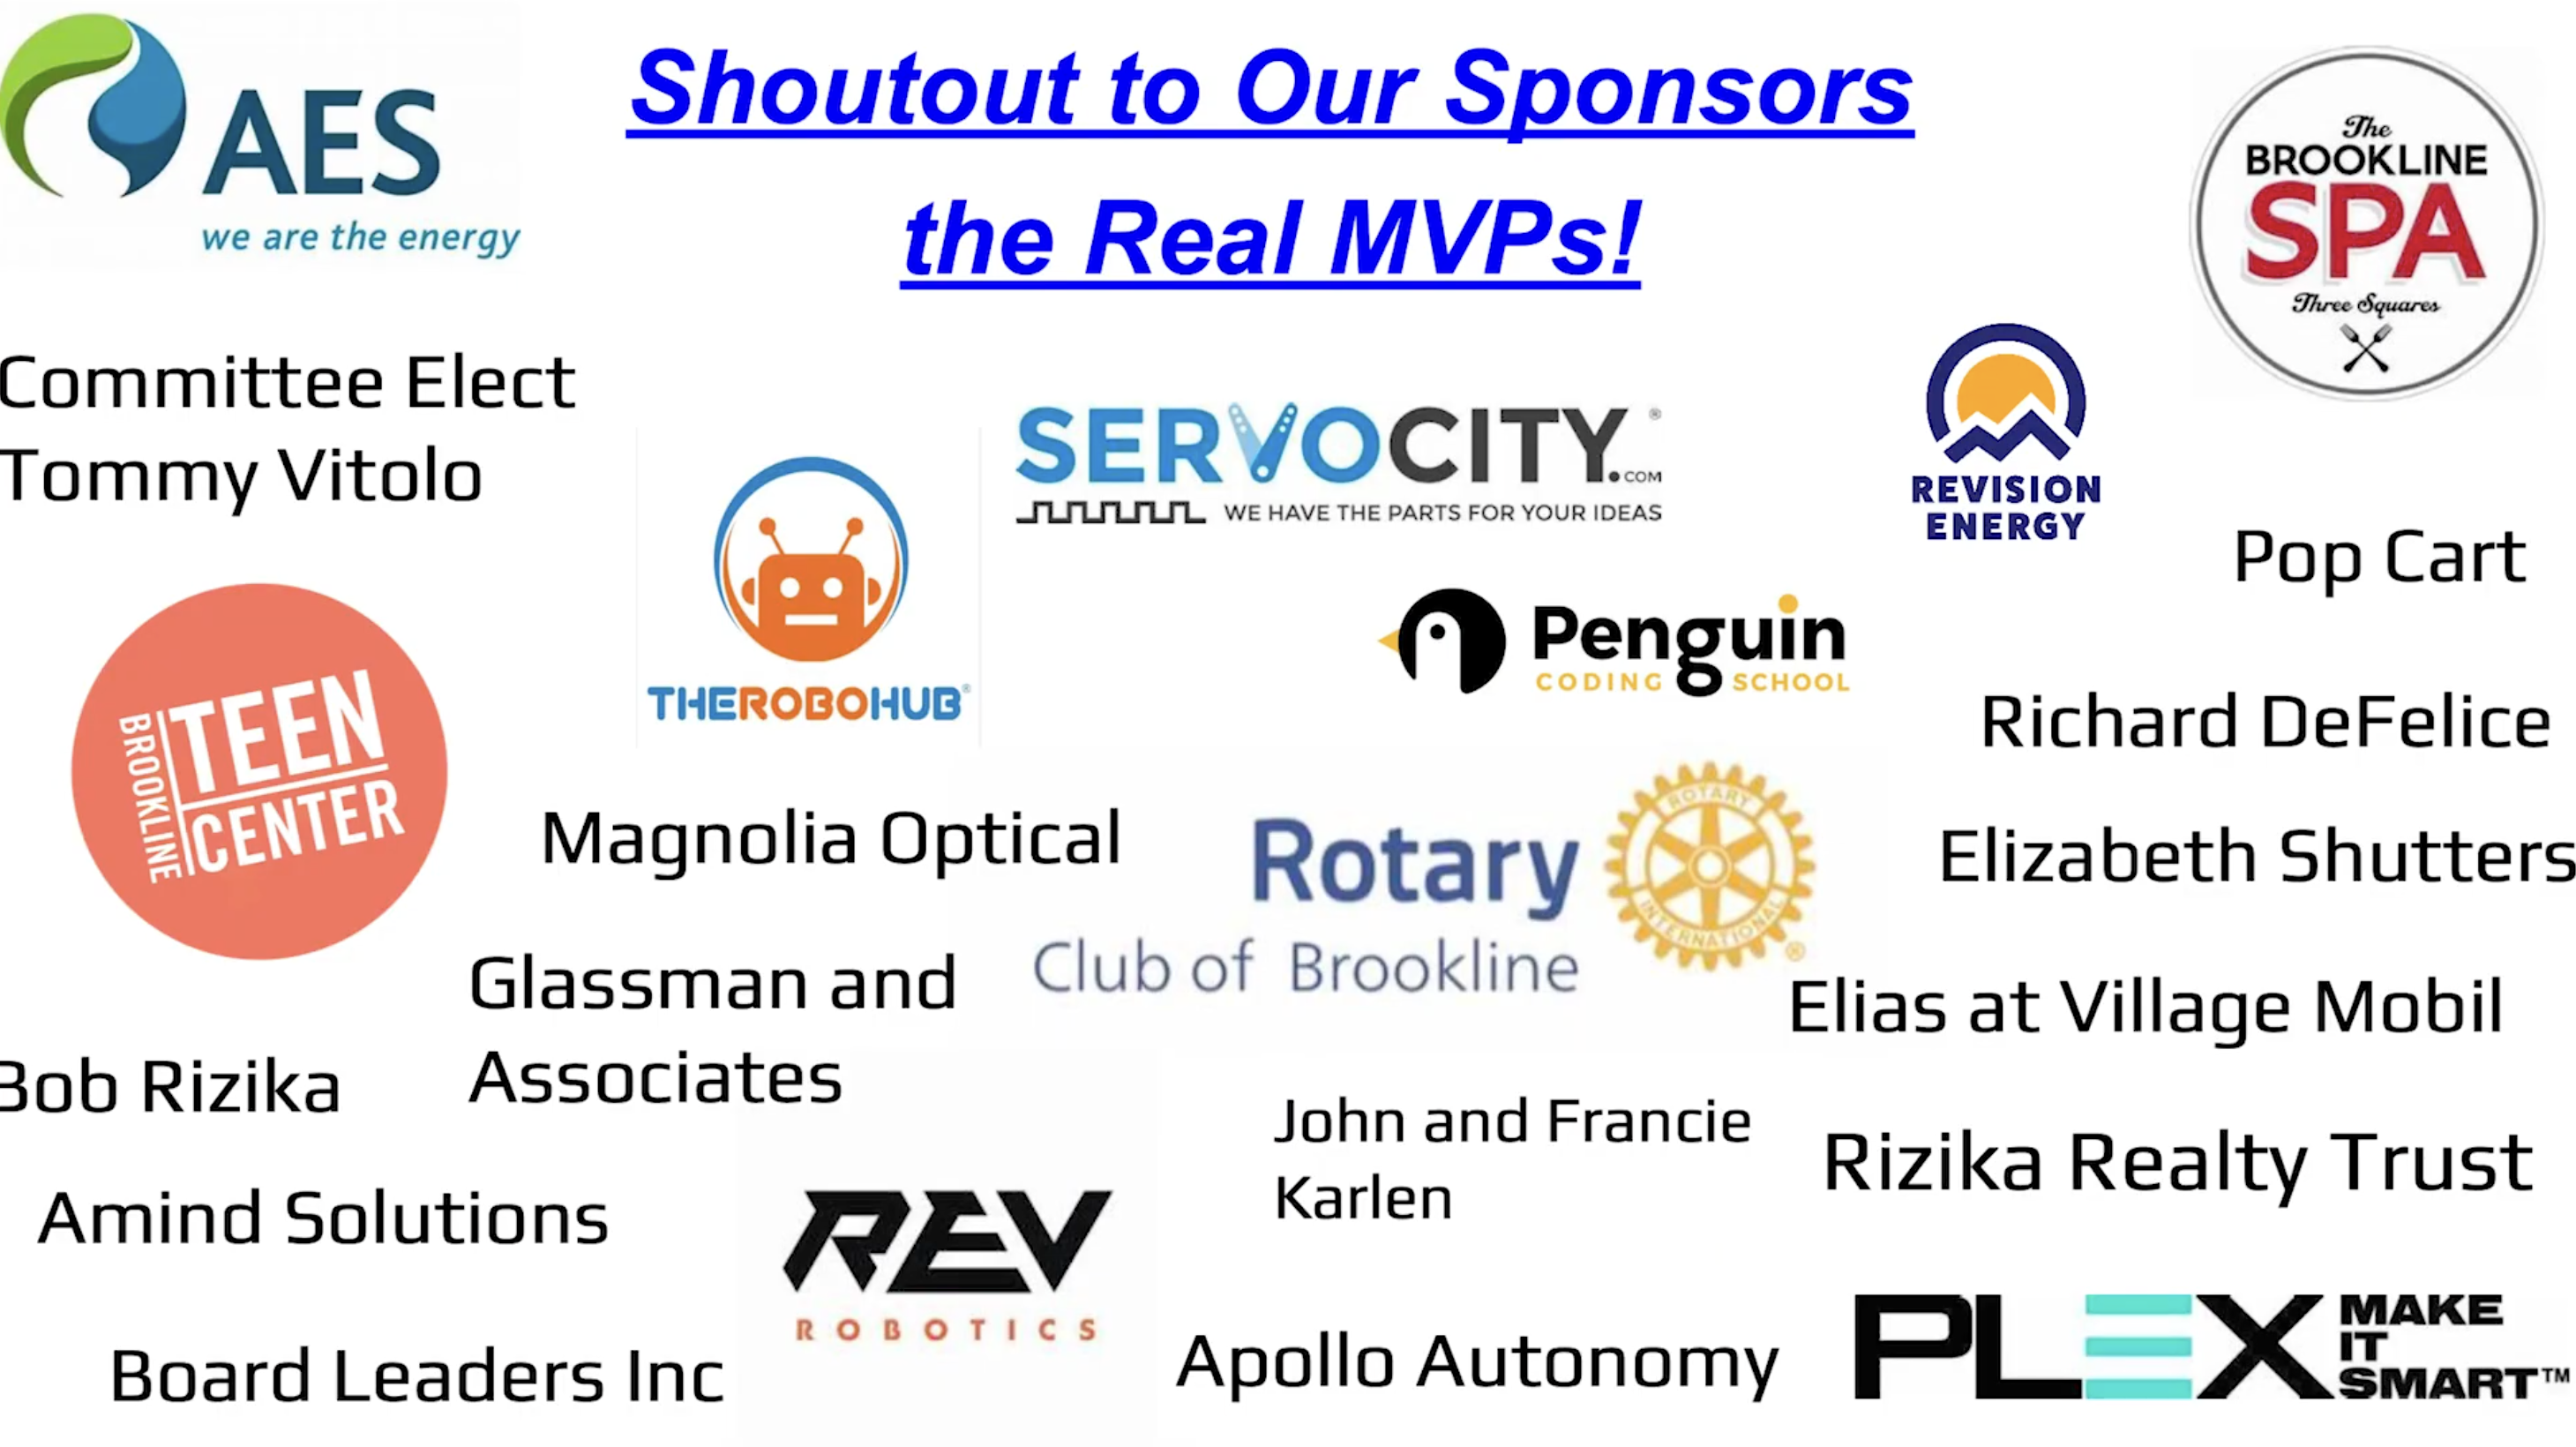 AES
we are the energy
Shoutout to Our Sponsors
the Real MVPs!
The
BROOKLINE
SPA
Three Squares
Committee Elect
Tommy Vitolo
SERVOCITY.COM ®
WE HAVE THE PARTS FOR YOUR IDEAS
REVISION
ENERGY
Pop Cart
THEROBOHUB®
Penguin
CODING SCHOOL
BROOKLINE
TEEN
CENTER
Richard DeFelice
Magnolia Optical
Rotary
Club of Brookline
ROTARY
INTERNATIONAL
®
Elizabeth Shutters
Glassman and
Associates
Elias at Village Mobil
Bob Rizika
John and Francie
Karlen
Rizika Realty Trust
Amind Solutions
REV
ROBOTICS
Board Leaders Inc
Apollo Autonomy
PLEX
MAKE
IT
SMART™